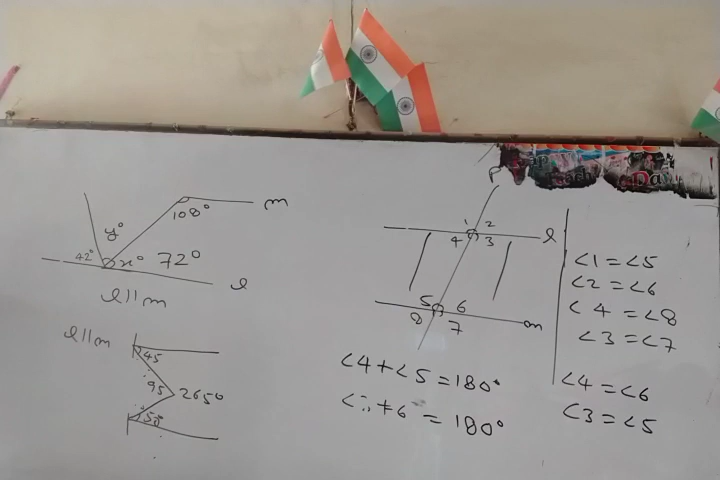 108° m
y°
42° x° 72°
l
l||m
l||m
45
95 265°
50
P
1 2
4 3 l
5 6
8 7 m
∠4+∠5=180°
+6 = 180°
∠1=∠5
∠2=∠6
∠4=∠8
∠3=∠7
∠4=∠6
∠3=∠5
Day